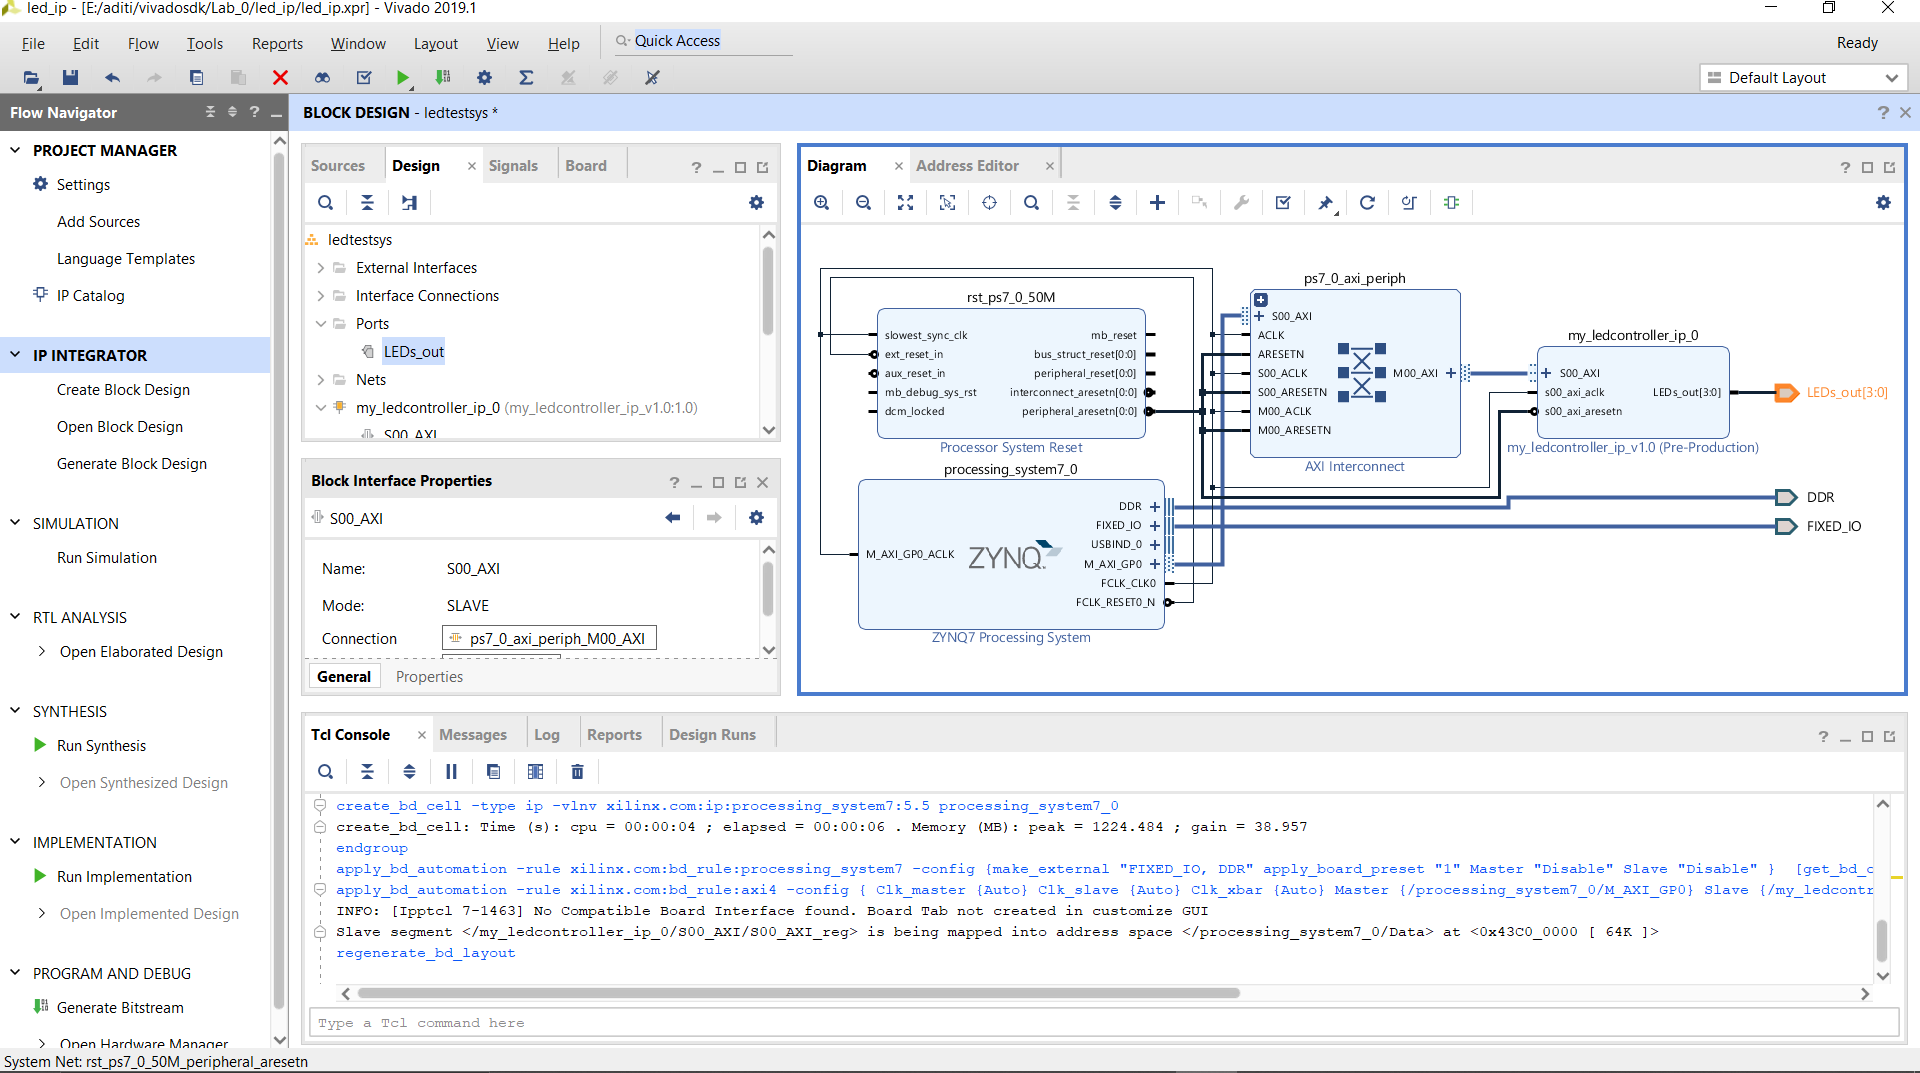 led_ip - [E:/aditi/vivadosdk/Lab_0/led_ip/led_ip.xpr] - Vivado 2019.1
File Edit Flow Tools Reports Window Layout View Help Quick Access Ready
Default Layout
Flow Navigator
PROJECT MANAGER
Settings
Add Sources
Language Templates
IP Catalog
IP INTEGRATOR
Create Block Design
Open Block Design
Generate Block Design
SIMULATION
Run Simulation
RTL ANALYSIS
Open Elaborated Design
SYNTHESIS
Run Synthesis
Open Synthesized Design
IMPLEMENTATION
Run Implementation
Open Implemented Design
PROGRAM AND DEBUG
Generate Bitstream
Open Hardware Manager
BLOCK DESIGN - ledtestsys *
Sources Design Signals Board
ledtestsys
External Interfaces
Interface Connections
Ports
LEDs_out
Nets
my_ledcontroller_ip_0 (my_ledcontroller_ip_v1.0:1.0)
S00_AXI
Block Interface Properties
S00_AXI
Name: S00_AXI
Mode: SLAVE
Connection ps7_0_axi_periph_M00_AXI
General Properties
Diagram Address Editor
rst_ps7_0_50M
slowest_sync_clk
ext_reset_in
aux_reset_in
mb_debug_sys_rst
dcm_locked
mb_reset
bus_struct_reset[0:0]
peripheral_reset[0:0]
interconnect_aresetn[0:0]
peripheral_aresetn[0:0]
Processor System Reset
ps7_0_axi_periph
S00_AXI
ACLK
ARESETN
S00_ACLK
S00_ARESETN
M00_ACLK
M00_ARESETN
M00_AXI
AXI Interconnect
my_ledcontroller_ip_0
S00_AXI
s00_axi_aclk
s00_axi_aresetn
LEDs_out[3:0]
my_ledcontroller_ip_v1.0 (Pre-Production)
LEDs_out[3:0]
DDR
FIXED_IO
processing_system7_0
M_AXI_GP0_ACLK
ZYNQ
DDR
FIXED_IO
USBIND_0
M_AXI_GP0
FCLK_CLK0
FCLK_RESET0_N
ZYNQ7 Processing System
Tcl Console Messages Log Reports Design Runs
create_bd_cell -type ip -vlnv xilinx.com:ip:processing_system7:5.5 processing_system7_0
create_bd_cell: Time (s): cpu = 00:00:04 ; elapsed = 00:00:06 . Memory (MB): peak = 1224.484 ; gain = 38.957
endgroup
apply_bd_automation -rule xilinx.com:bd_rule:processing_system7 -config {make_external "FIXED_IO, DDR" apply_board_preset "1" Master "Disable" Slave "Disable" } [get_bd_c
apply_bd_automation -rule xilinx.com:bd_rule:axi4 -config { Clk_master {Auto} Clk_slave {Auto} Clk_xbar {Auto} Master {/processing_system7_0/M_AXI_GP0} Slave {/my_ledcontr
INFO: [Ipptcl 7-1463] No Compatible Board Interface found. Board Tab not created in customize GUI
Slave segment </my_ledcontroller_ip_0/S00_AXI/S00_AXI_reg> is being mapped into address space </processing_system7_0/Data> at <0x43C0_0000 [ 64K ]>
regenerate_bd_layout
Type a Tcl command here
System Net: rst_ps7_0_50M_peripheral_aresetn